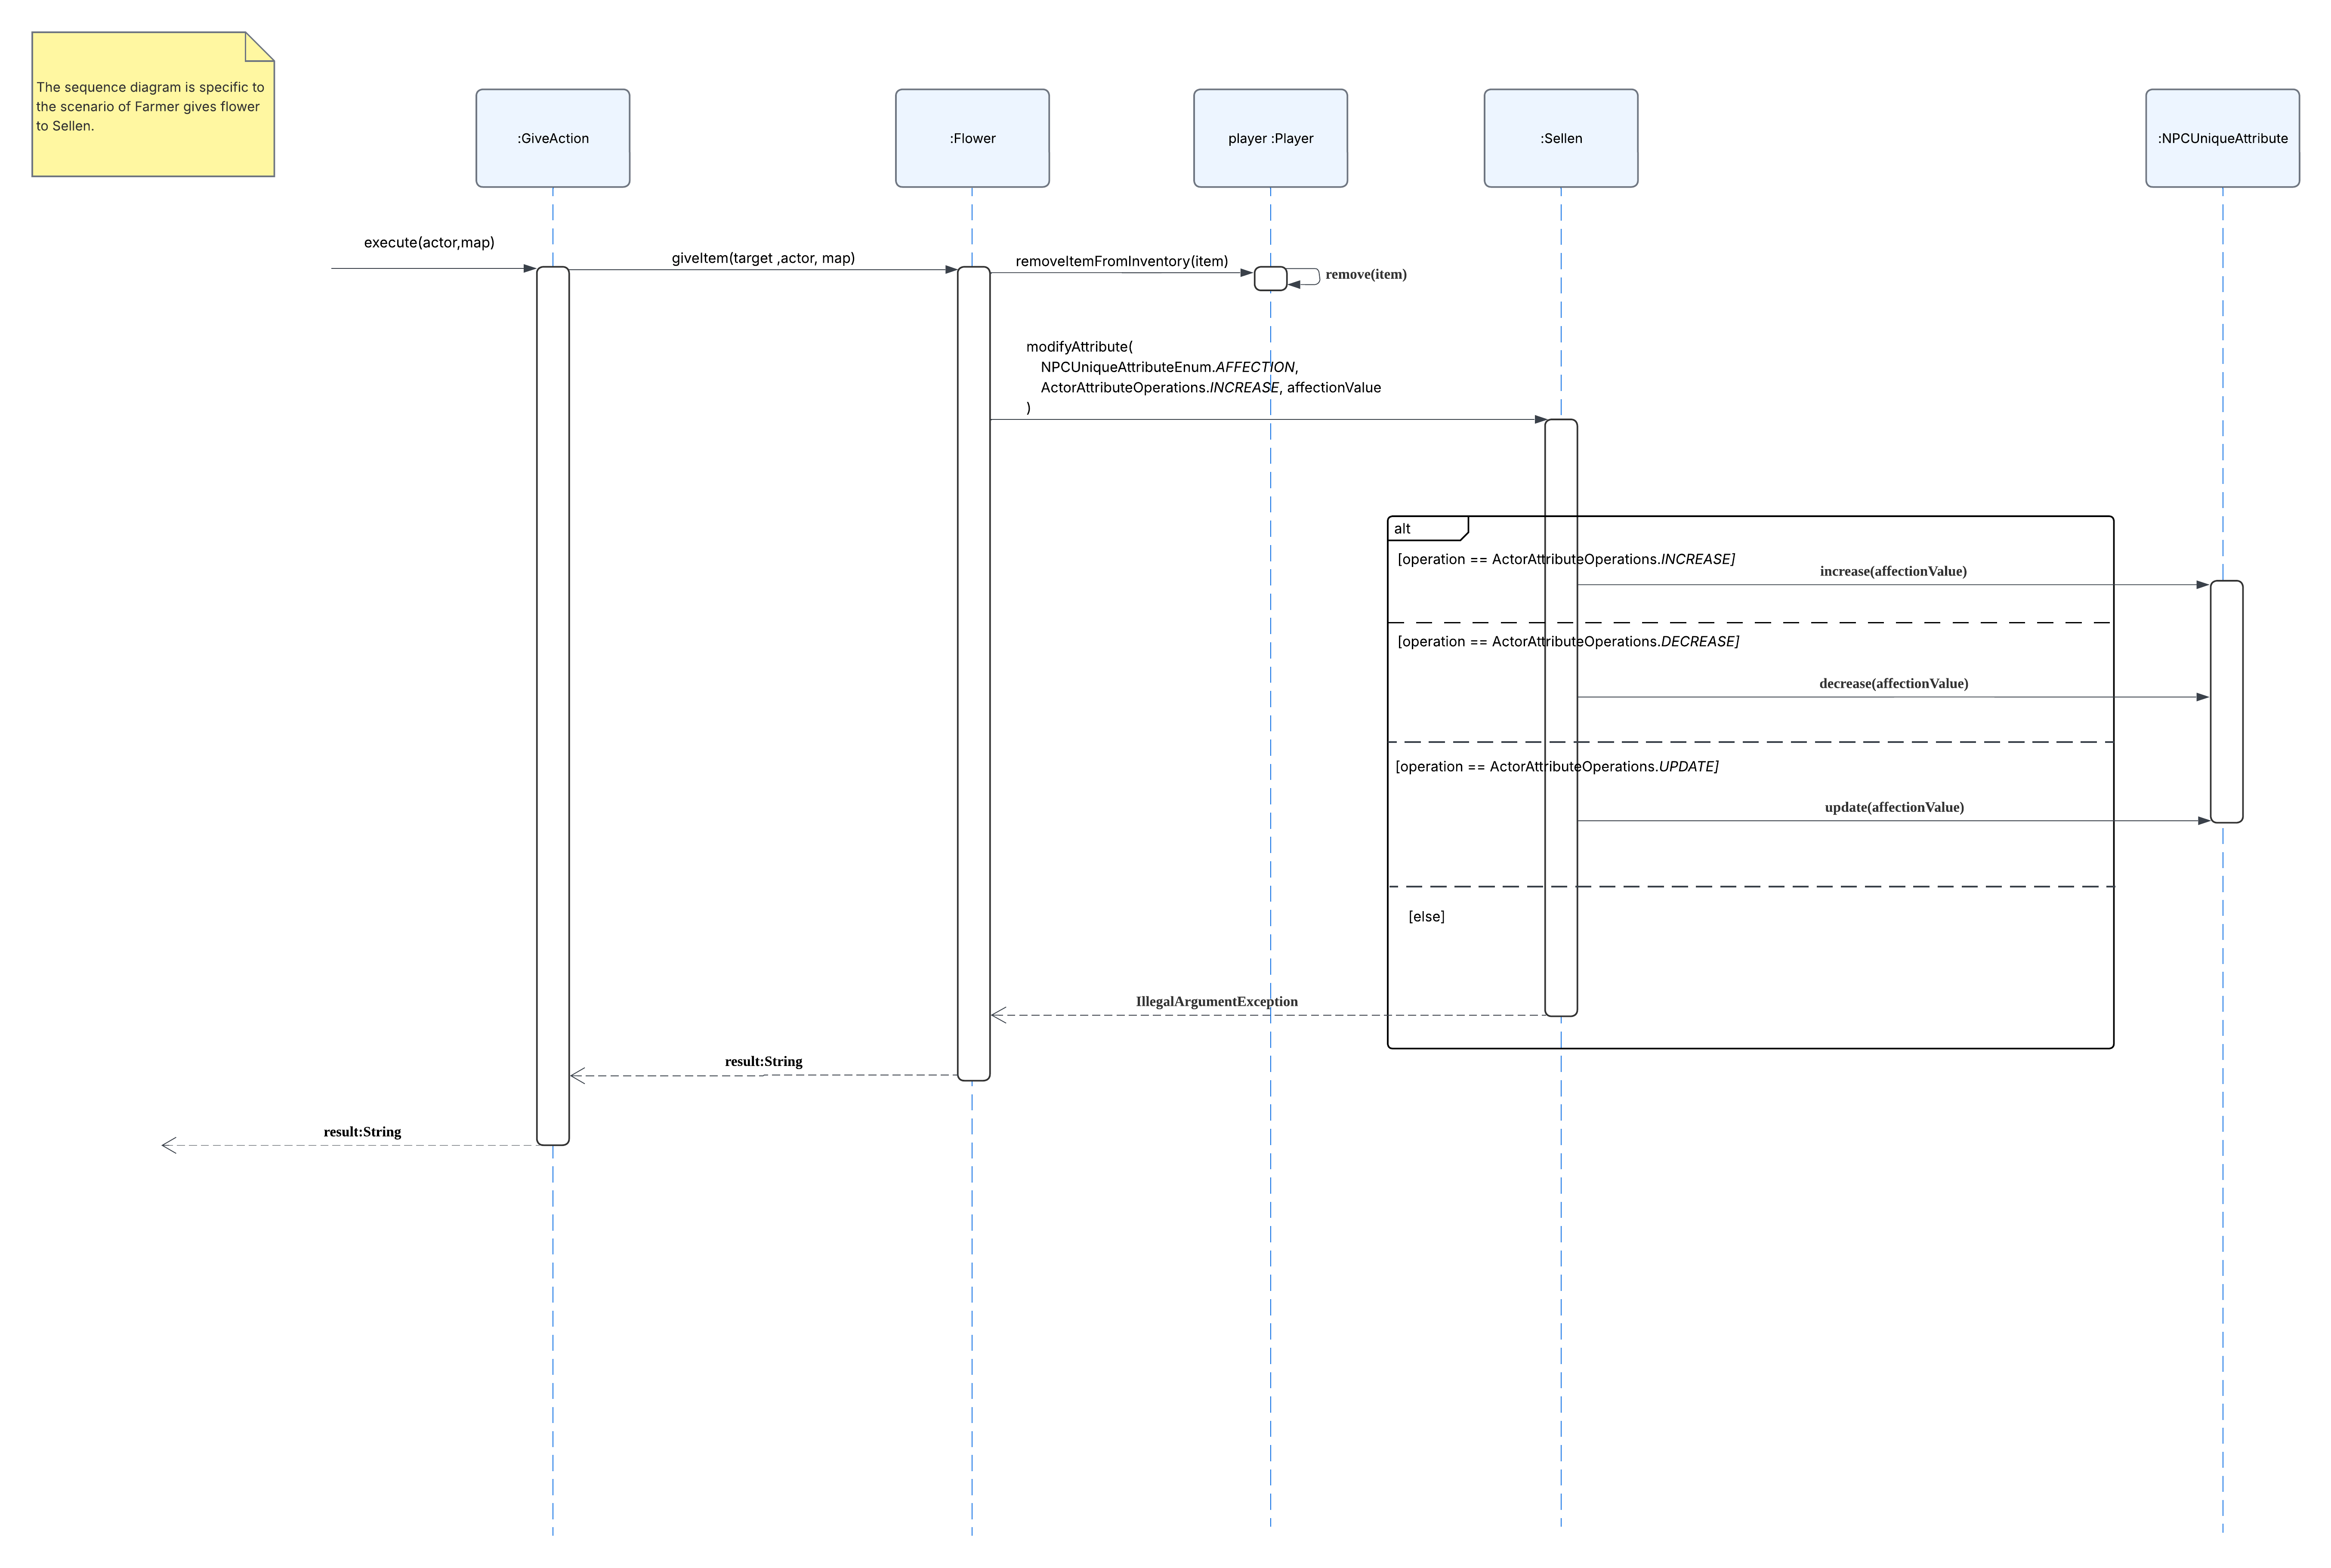 The sequence diagram is specific to
the scenario of Farmer gives flower
to Sellen.
:GiveAction
:Flower
player :Player
:Sellen
:NPCUniqueAttribute
execute(actor,map)
giveItem(target ,actor, map)
removeItemFromInventory(item)
remove(item)
modifyAttribute(
NPCUniqueAttributeEnum.AFFECTION,
ActorAttributeOperations.INCREASE, affectionValue
)
alt
[operation == ActorAttributeOperations.INCREASE]
increase(affectionValue)
[operation == ActorAttributeOperations.DECREASE]
decrease(affectionValue)
[operation == ActorAttributeOperations.UPDATE]
update(affectionValue)
[else]
IllegalArgumentException
result:String
result:String